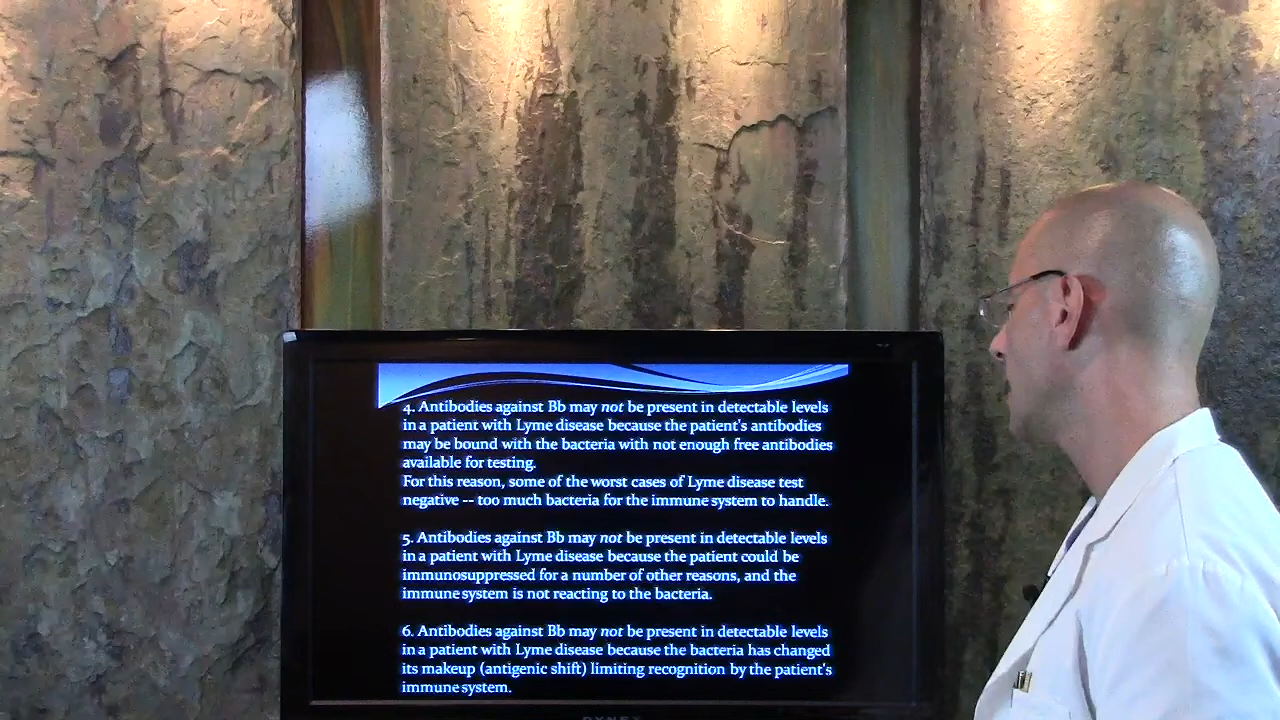 4. Antibodies against Bb may not be present in detectable levels
in a patient with Lyme disease because the patient's antibodies
may be bound with the bacteria with not enough free antibodies
available for testing.
For this reason, some of the worst cases of Lyme disease test
negative -- too much bacteria for the immune system to handle.
5. Antibodies against Bb may not be present in detectable levels
in a patient with Lyme disease because the patient could be
immunosuppressed for a number of other reasons, and the
immune system is not reacting to the bacteria.
6. Antibodies against Bb may not be present in detectable levels
in a patient with Lyme disease because the bacteria has changed
its makeup (antigenic shift) limiting recognition by the patient's
immune system.
DYNEX